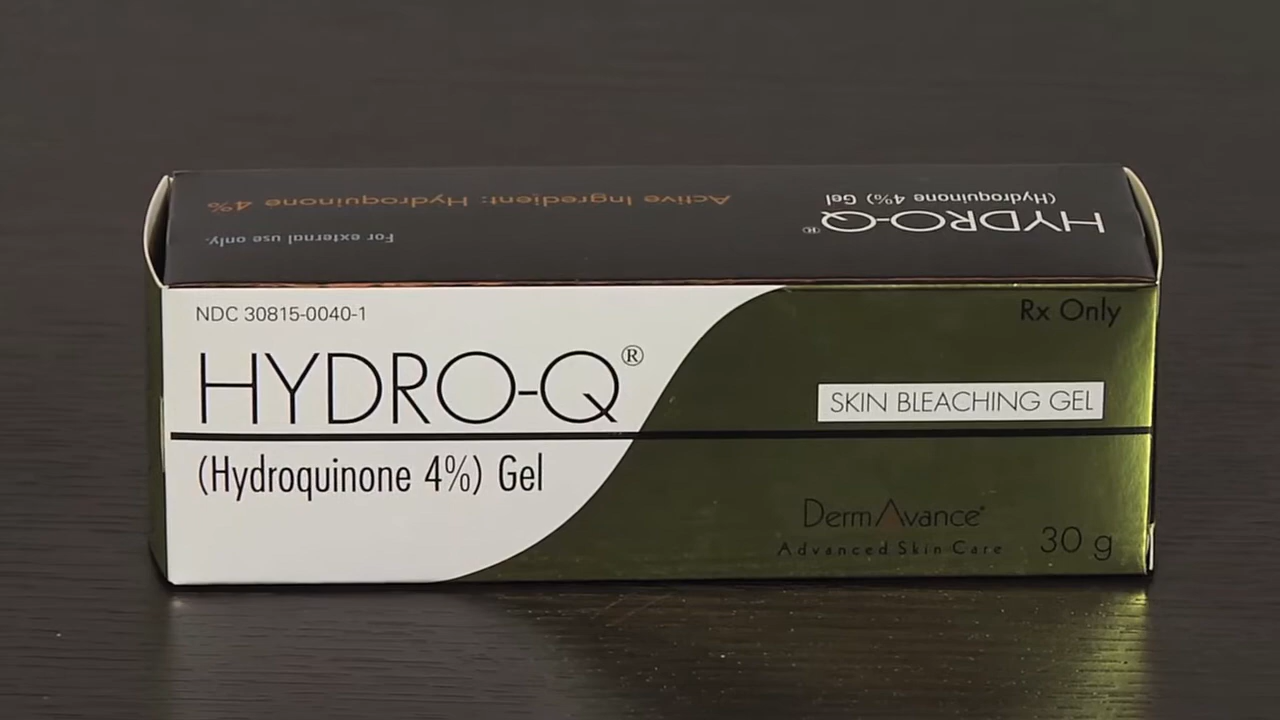 Active Ingredient: Hydroquinone 4%
For external use only.
HYDRO-Q®
(Hydroquinone 4%) Gel
NDC 30815-0040-1
Rx Only
HYDRO-Q®
SKIN BLEACHING GEL
(Hydroquinone 4%) Gel
DermAvance®
Advanced Skin Care
30 g